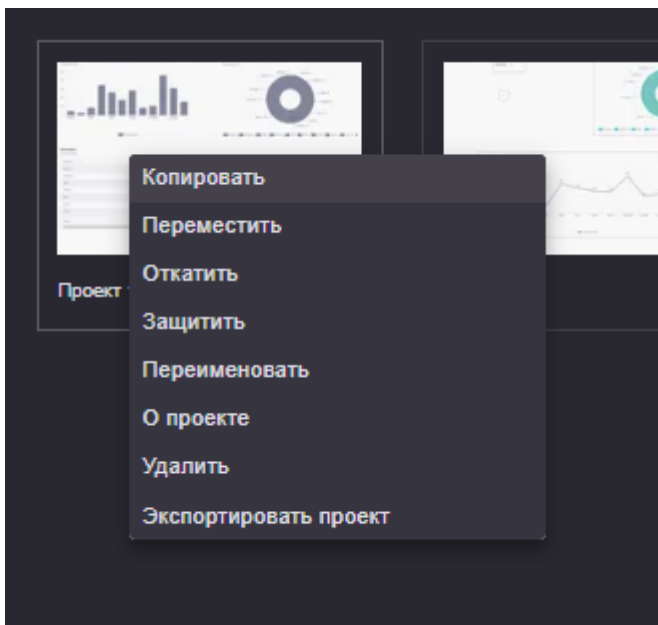 Копировать
Переместить
Откатить
Проект
Защитить
Переименовать
О проекте
Удалить
Экспортировать проект